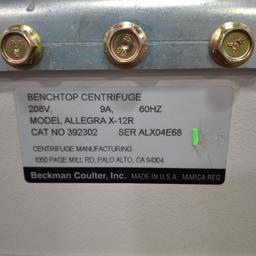 BENCHTOP CENTRIFUGE
208V, 9A, 60HZ
MODEL ALLEGRA X-12R
CAT NO 392302 SER ALX04E68
CENTRIFUGE MANUFACTURING
1050 PAGE MILL RD, PALO ALTO, CA 94304
Beckman Coulter, Inc. MADE IN U.S.A. MARCA REG